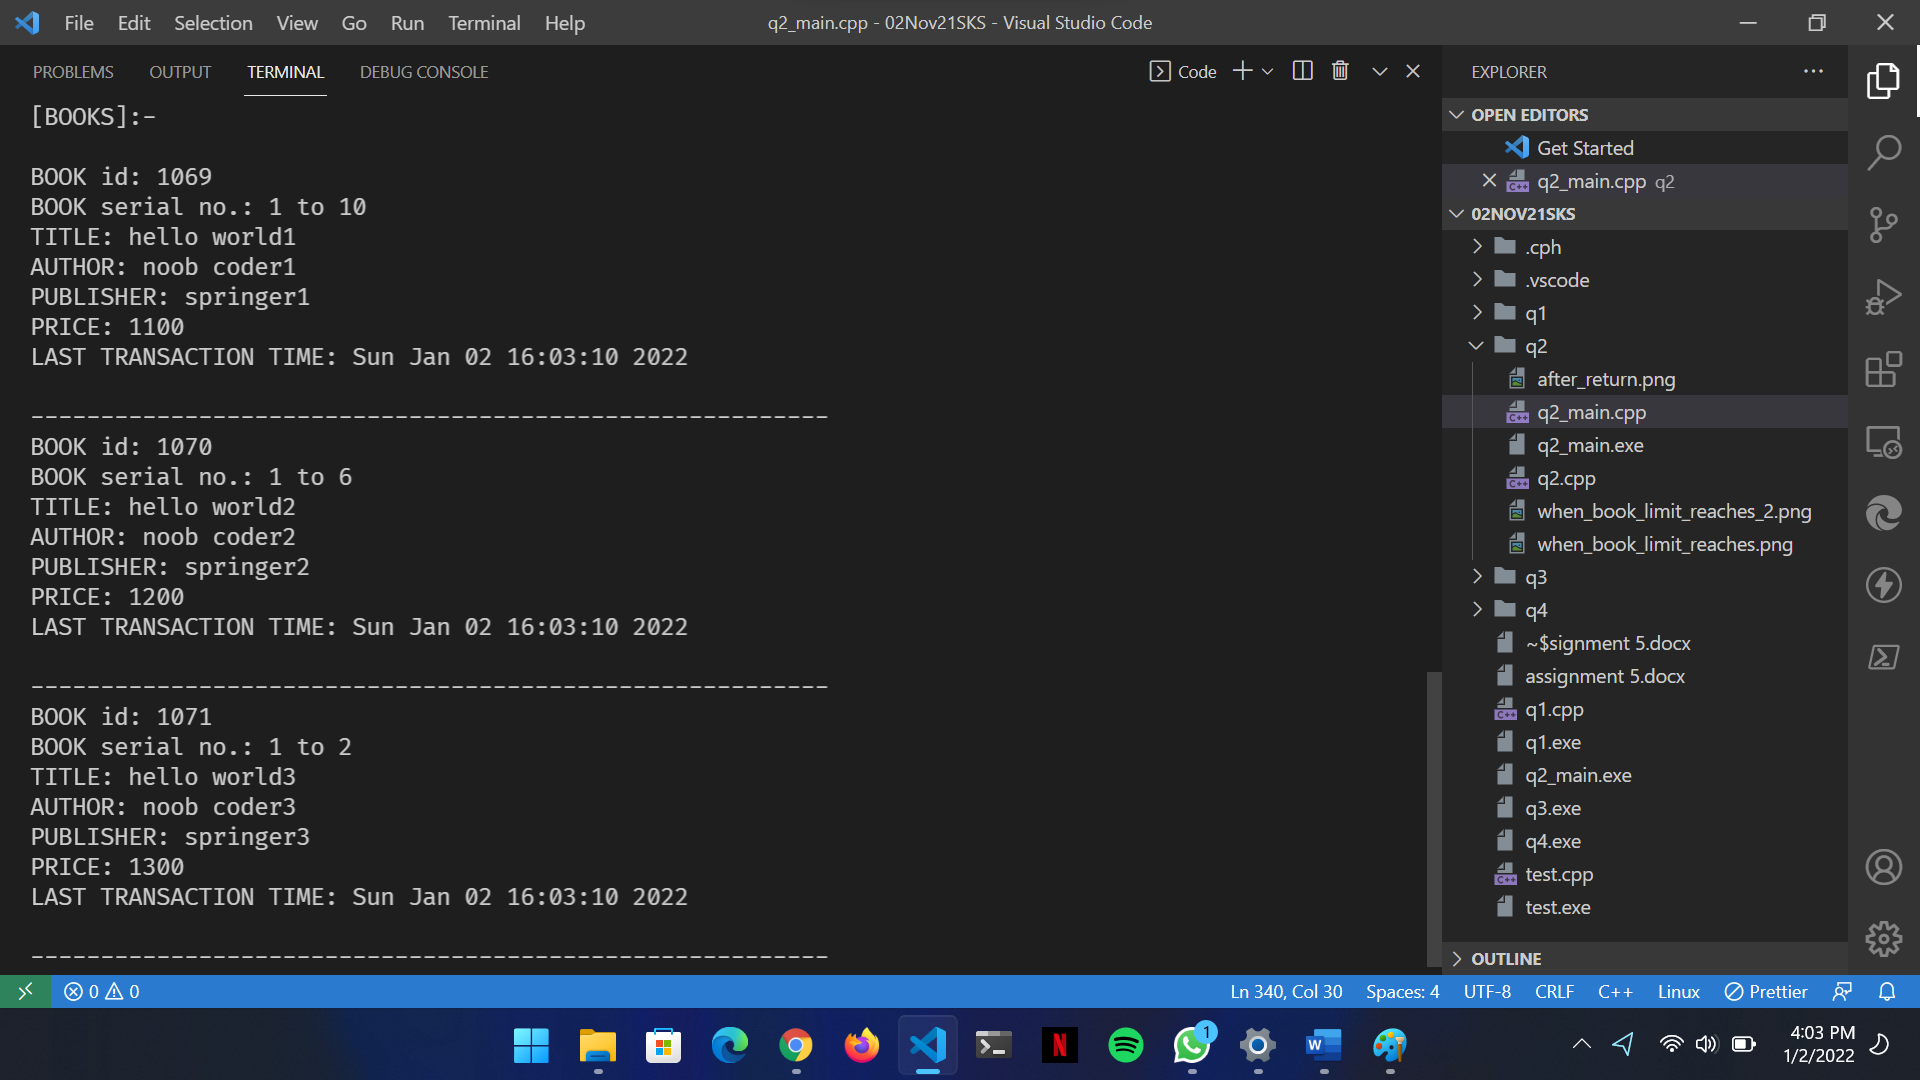 File Edit Selection View Go Run Terminal Help
q2_main.cpp - 02Nov21SKS - Visual Studio Code
PROBLEMS OUTPUT TERMINAL DEBUG CONSOLE
Code
[BOOKS]:-
BOOK id: 1069
BOOK serial no.: 1 to 10
TITLE: hello world1
AUTHOR: noob coder1
PUBLISHER: springer1
PRICE: 1100
LAST TRANSACTION TIME: Sun Jan 02 16:03:10 2022
---------------------------------------------------------
BOOK id: 1070
BOOK serial no.: 1 to 6
TITLE: hello world2
AUTHOR: noob coder2
PUBLISHER: springer2
PRICE: 1200
LAST TRANSACTION TIME: Sun Jan 02 16:03:10 2022
---------------------------------------------------------
BOOK id: 1071
BOOK serial no.: 1 to 2
TITLE: hello world3
AUTHOR: noob coder3
PUBLISHER: springer3
PRICE: 1300
LAST TRANSACTION TIME: Sun Jan 02 16:03:10 2022
---------------------------------------------------------
EXPLORER
OPEN EDITORS
Get Started
q2_main.cpp q2
02NOV21SKS
.cph
.vscode
q1
q2
after_return.png
q2_main.cpp
q2_main.exe
q2.cpp
when_book_limit_reaches_2.png
when_book_limit_reaches.png
q3
q4
~$signment 5.docx
assignment 5.docx
q1.cpp
q1.exe
q2_main.exe
q3.exe
q4.exe
test.cpp
test.exe
OUTLINE
0 0
Ln 340, Col 30 Spaces: 4 UTF-8 CRLF C++ Linux Prettier
1
4:03 PM
1/2/2022